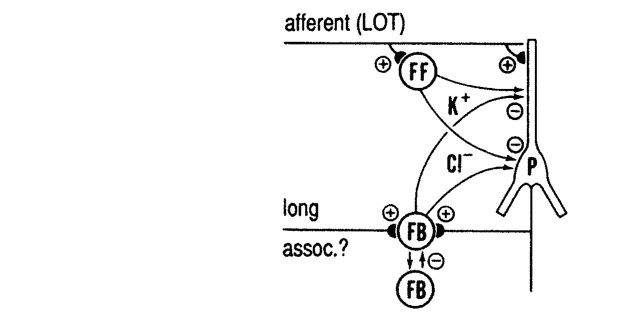 afferent (LOT)
⊕ FF ⊕
K⁺
⊖
⊖
Cl⁻ P
long
⊕ ⊕
FB
assoc.?
⊖
FB